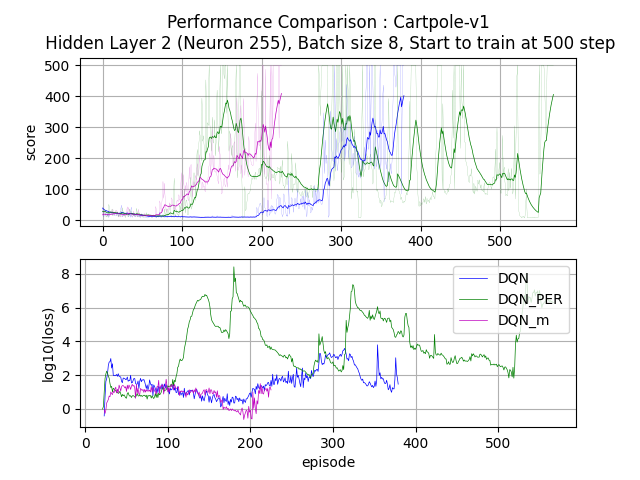 Performance Comparison : Cartpole-v1
Hidden Layer 2 (Neuron 255), Batch size 8, Start to train at 500 step
500
400
300
200
100
0
score
0 100 200 300 400 500
8
6
4
2
0
log10(loss)
DQN
DQN_PER
DQN_m
0 100 200 300 400 500
episode